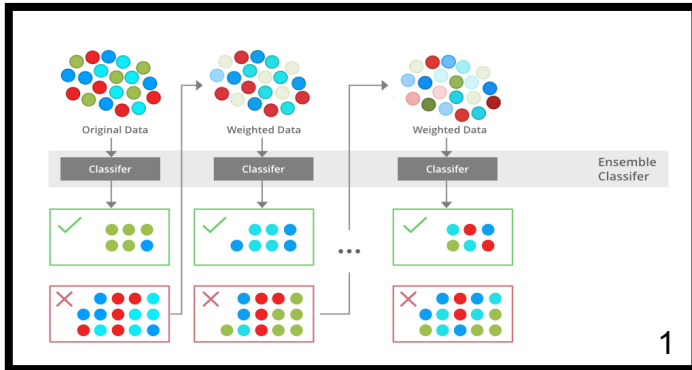 Original Data
Weighted Data
Weighted Data
Classifer
Classifer
Classifer
Ensemble
Classifer
...
1